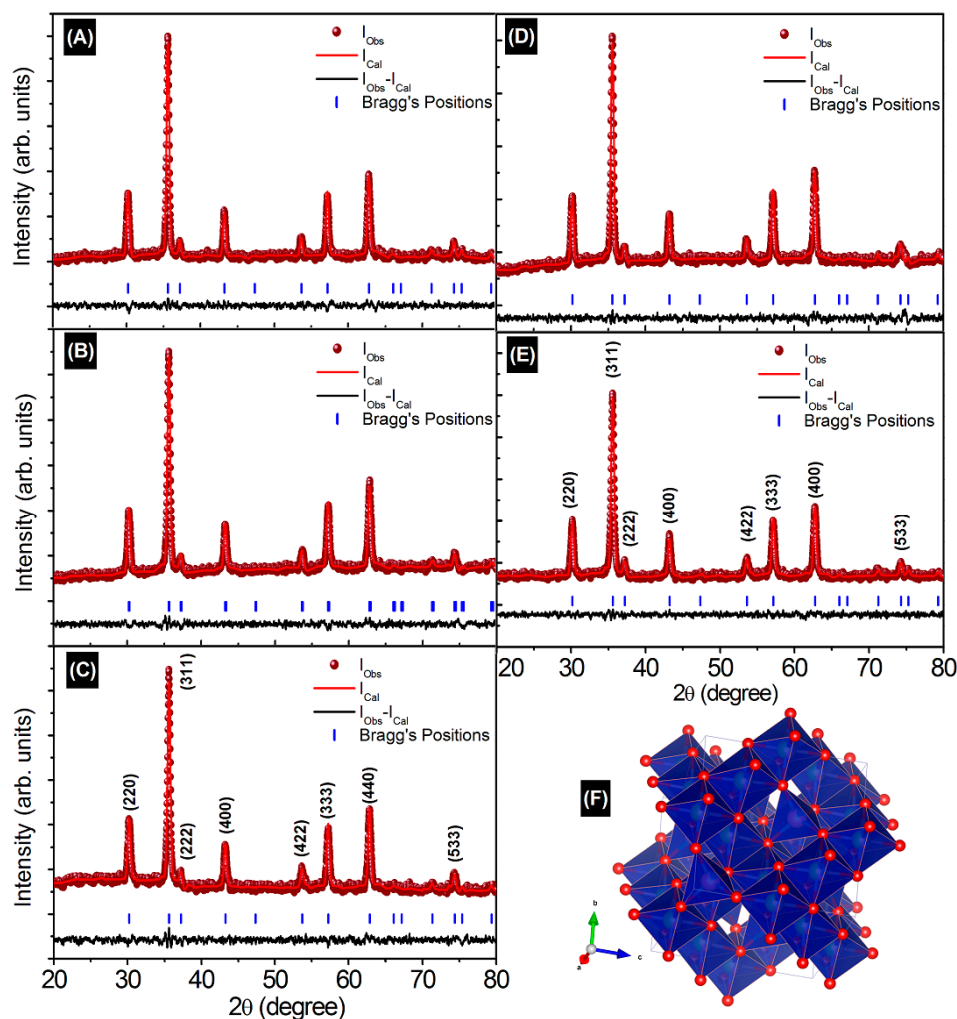 (A)
I_Obs
I_Cal
I_Obs-I_Cal
Bragg's Positions
Intensity (arb. units)
(B)
I_Obs
I_Cal
I_Obs-I_Cal
Bragg's Positions
Intensity (arb. units)
(C)
I_Obs
I_Cal
I_Obs-I_Cal
Bragg's Positions
(311)
(220)
(222)
(400)
(422)
(333)
(440)
(533)
Intensity (arb. units)
20 30 40 50 60 70 80
2θ (degree)
(D)
I_Obs
I_Cal
I_Obs-I_Cal
Bragg's Positions
(E)
I_Obs
I_Cal
I_Obs-I_Cal
Bragg's Positions
(311)
(220)
(222)
(400)
(422)
(333)
(400)
(533)
20 30 40 50 60 70 80
2θ (degree)
(F)
b
c
a